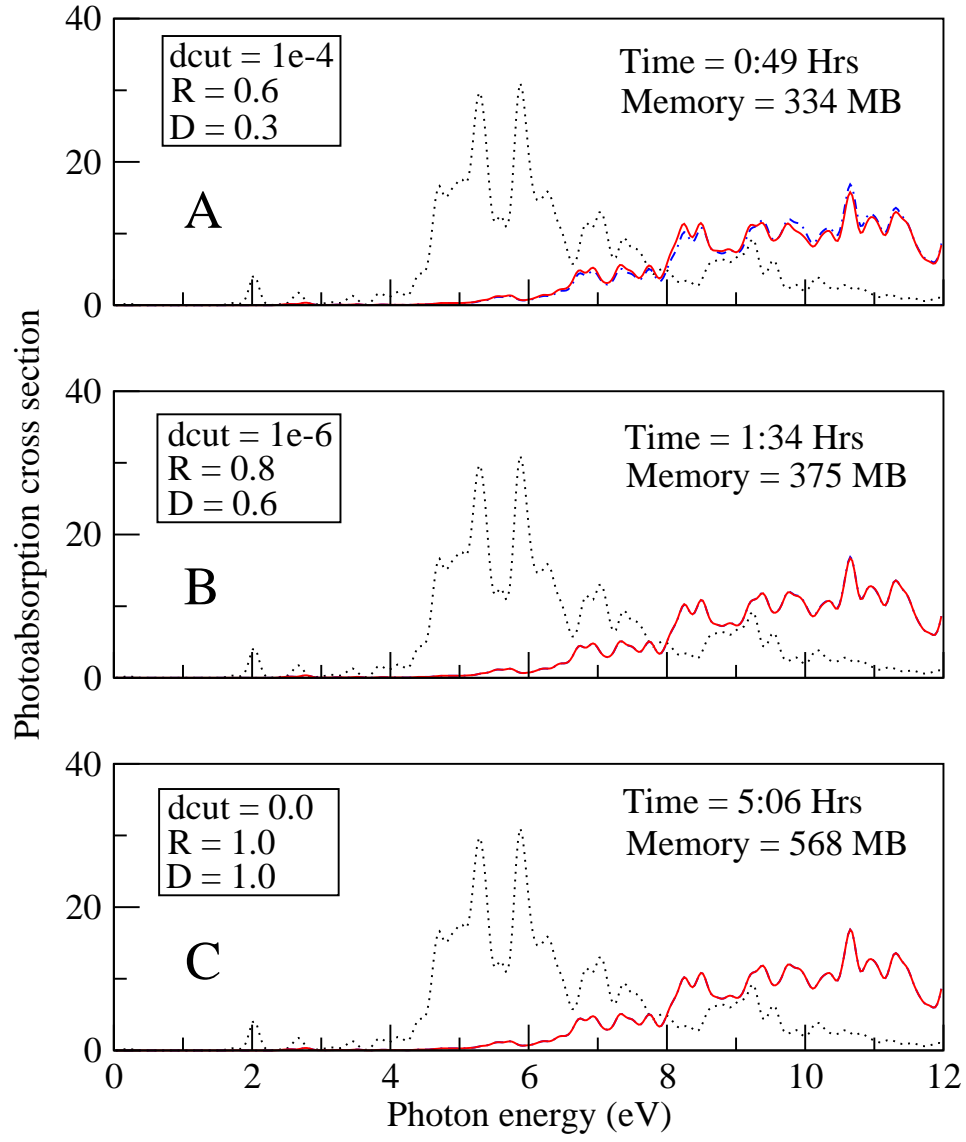 40
20
0
dcut = 1e-4
R = 0.6
D = 0.3
Time = 0:49 Hrs
Memory = 334 MB
A
40
20
0
dcut = 1e-6
R = 0.8
D = 0.6
Time = 1:34 Hrs
Memory = 375 MB
B
Photoabsorption cross section
40
20
0
dcut = 0.0
R = 1.0
D = 1.0
Time = 5:06 Hrs
Memory = 568 MB
C
0 2 4 6 8 10 12
Photon energy (eV)